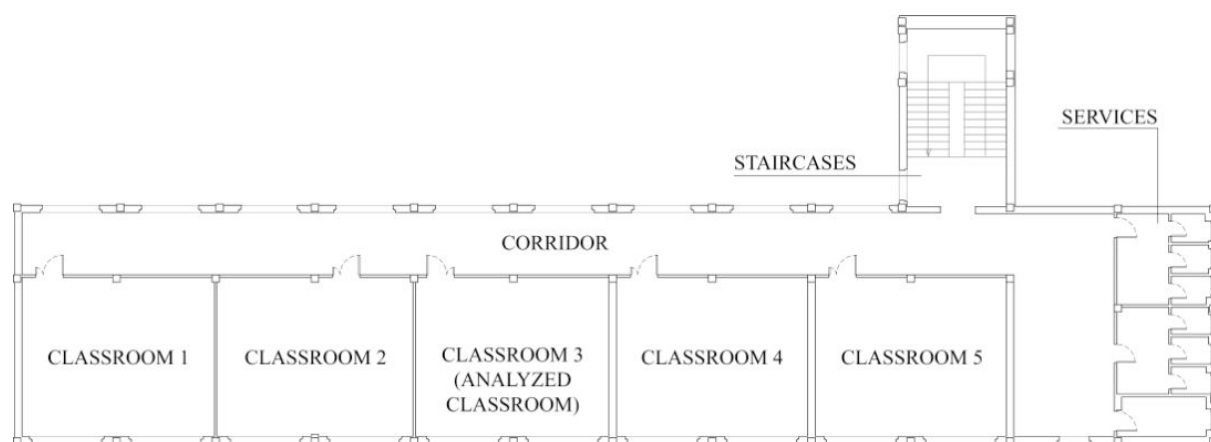 SERVICES
STAIRCASES
CORRIDOR
CLASSROOM 1
CLASSROOM 2
CLASSROOM 3
(ANALYZED
CLASSROOM)
CLASSROOM 4
CLASSROOM 5